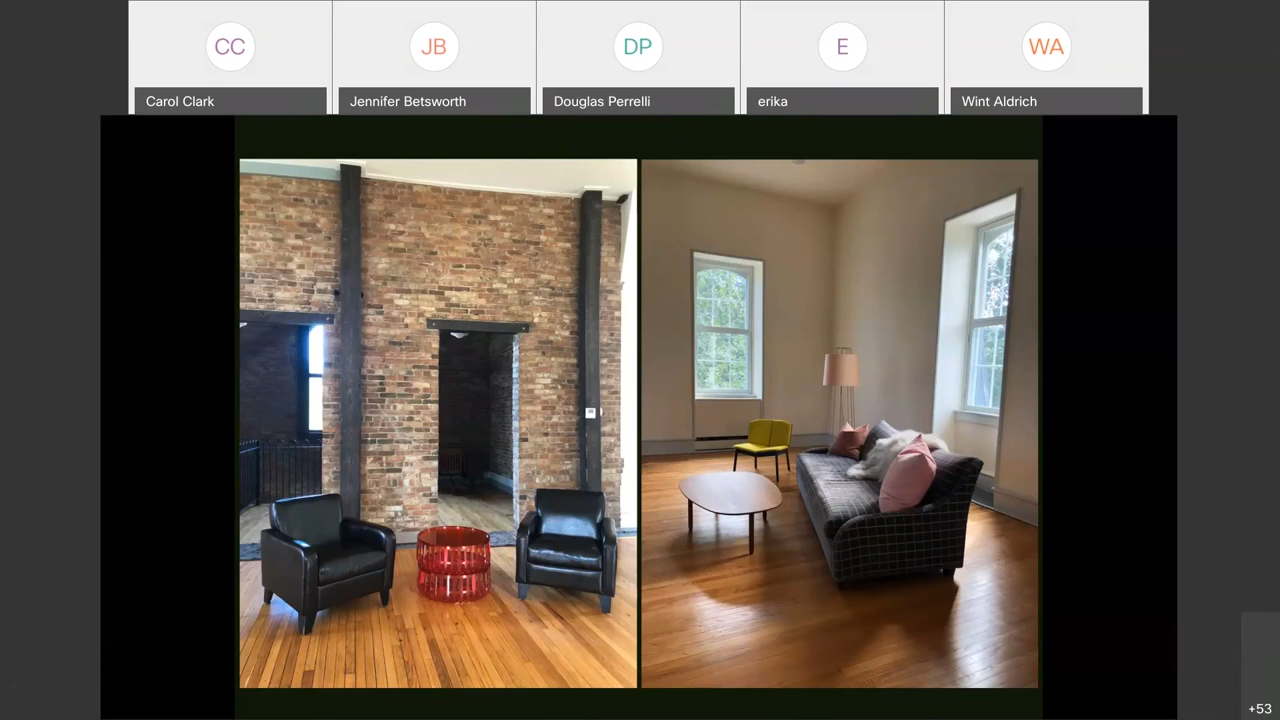 CC
JB
DP
E
WA
Carol Clark
Jennifer Betsworth
Douglas Perrelli
erika
Wint Aldrich
+53